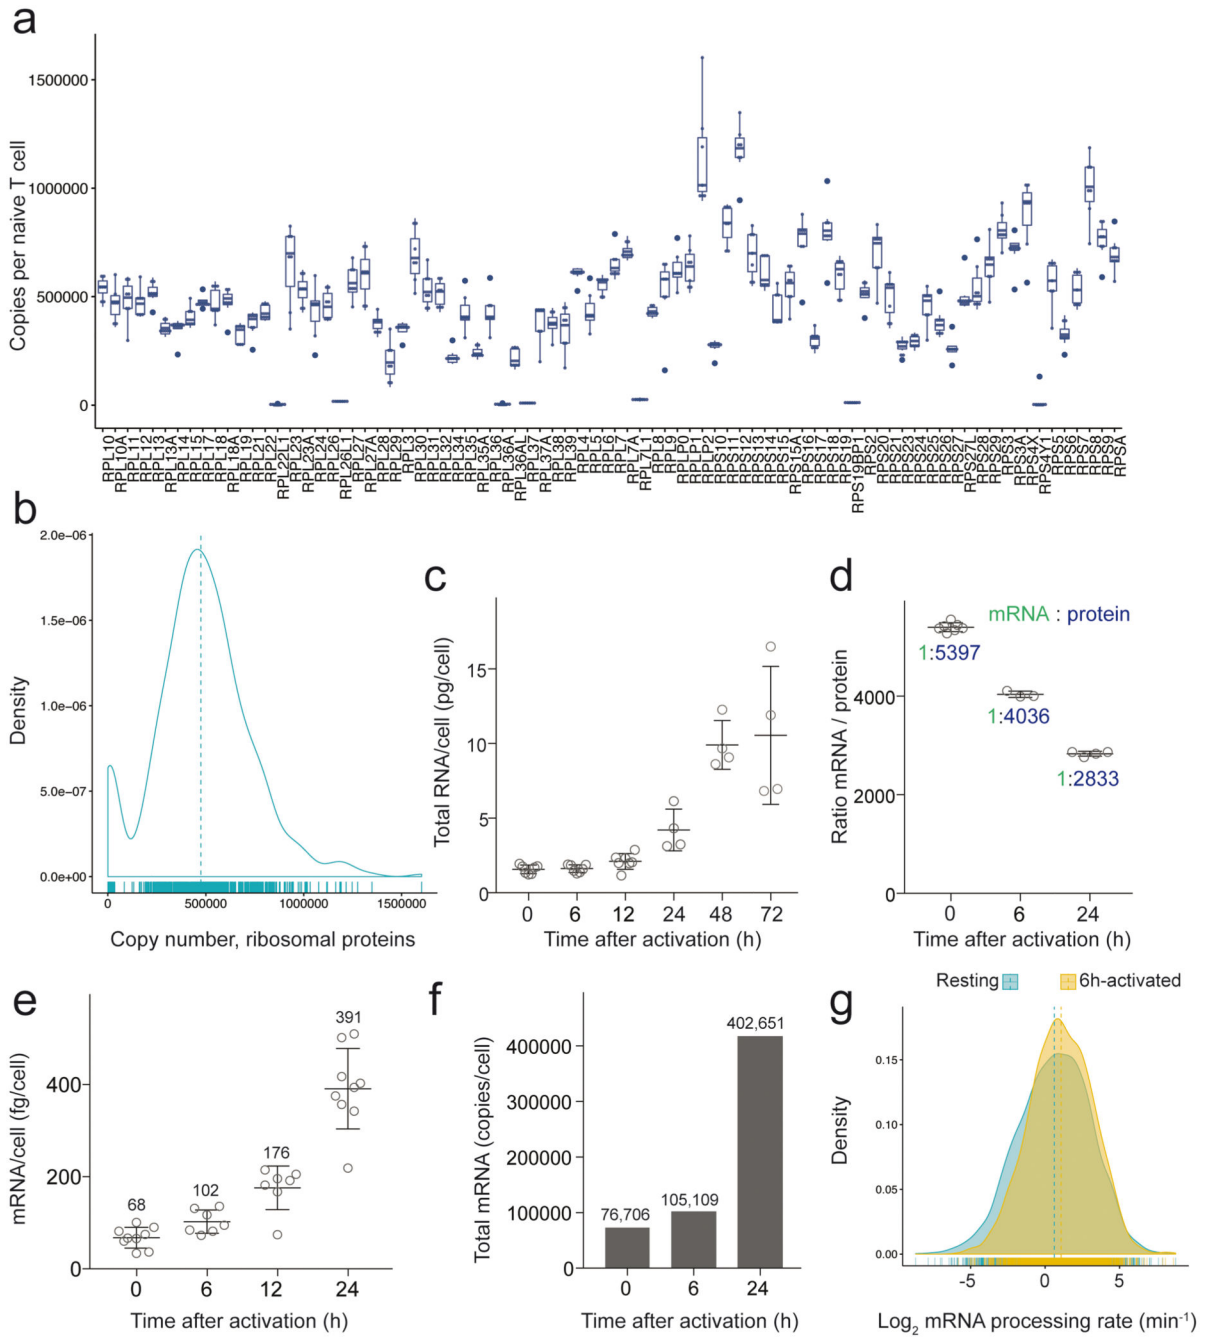 a
Copies per naive T cell
1500000
1000000
500000
0
RPL10
RPL10A
RPL11
RPL12
RPL13
RPL13A
RPL14
RPL15
RPL17
RPL18
RPL18A
RPL19
RPL21
RPL22
RPL22L1
RPL23
RPL23A
RPL24
RPL26
RPL26L1
RPL27
RPL27A
RPL28
RPL29
RPL3
RPL30
RPL31
RPL32
RPL34
RPL35
RPL35A
RPL36
RPL36A
RPL36AL
RPL37
RPL37A
RPL38
RPL39
RPL4
RPL5
RPL6
RPL7
RPL7A
RPL7L1
RPL8
RPL9
RPLP0
RPLP1
RPLP2
RPS10
RPS11
RPS12
RPS13
RPS14
RPS15
RPS15A
RPS16
RPS17
RPS18
RPS19
RPS19BP1
RPS2
RPS20
RPS21
RPS23
RPS24
RPS25
RPS26
RPS27
RPS27L
RPS28
RPS29
RPS3
RPS3A
RPS4X
RPS4Y1
RPS5
RPS6
RPS7
RPS8
RPS9
RPSA
b
Density
2.0e−06
1.5e−06
1.0e−06
5.0e−07
0.0e+00
0 500000 1000000 1500000
Copy number, ribosomal proteins
c
Total RNA/cell (pg/cell)
15
10
5
0
0 6 12 24 48 72
Time after activation (h)
d
Ratio mRNA / protein
mRNA : protein
1:5397
1:4036
1:2833
4000
2000
0
0 6 24
Time after activation (h)
e
mRNA/cell (fg/cell)
400
200
0
68
102
176
391
0 6 12 24
Time after activation (h)
f
Total mRNA (copies/cell)
400000
300000
200000
100000
0
76,706
105,109
402,651
0 6 24
Time after activation (h)
g
Resting 6h-activated
Density
0.15
0.10
0.05
0.00
-5 0 5
Log2 mRNA processing rate (min-1)